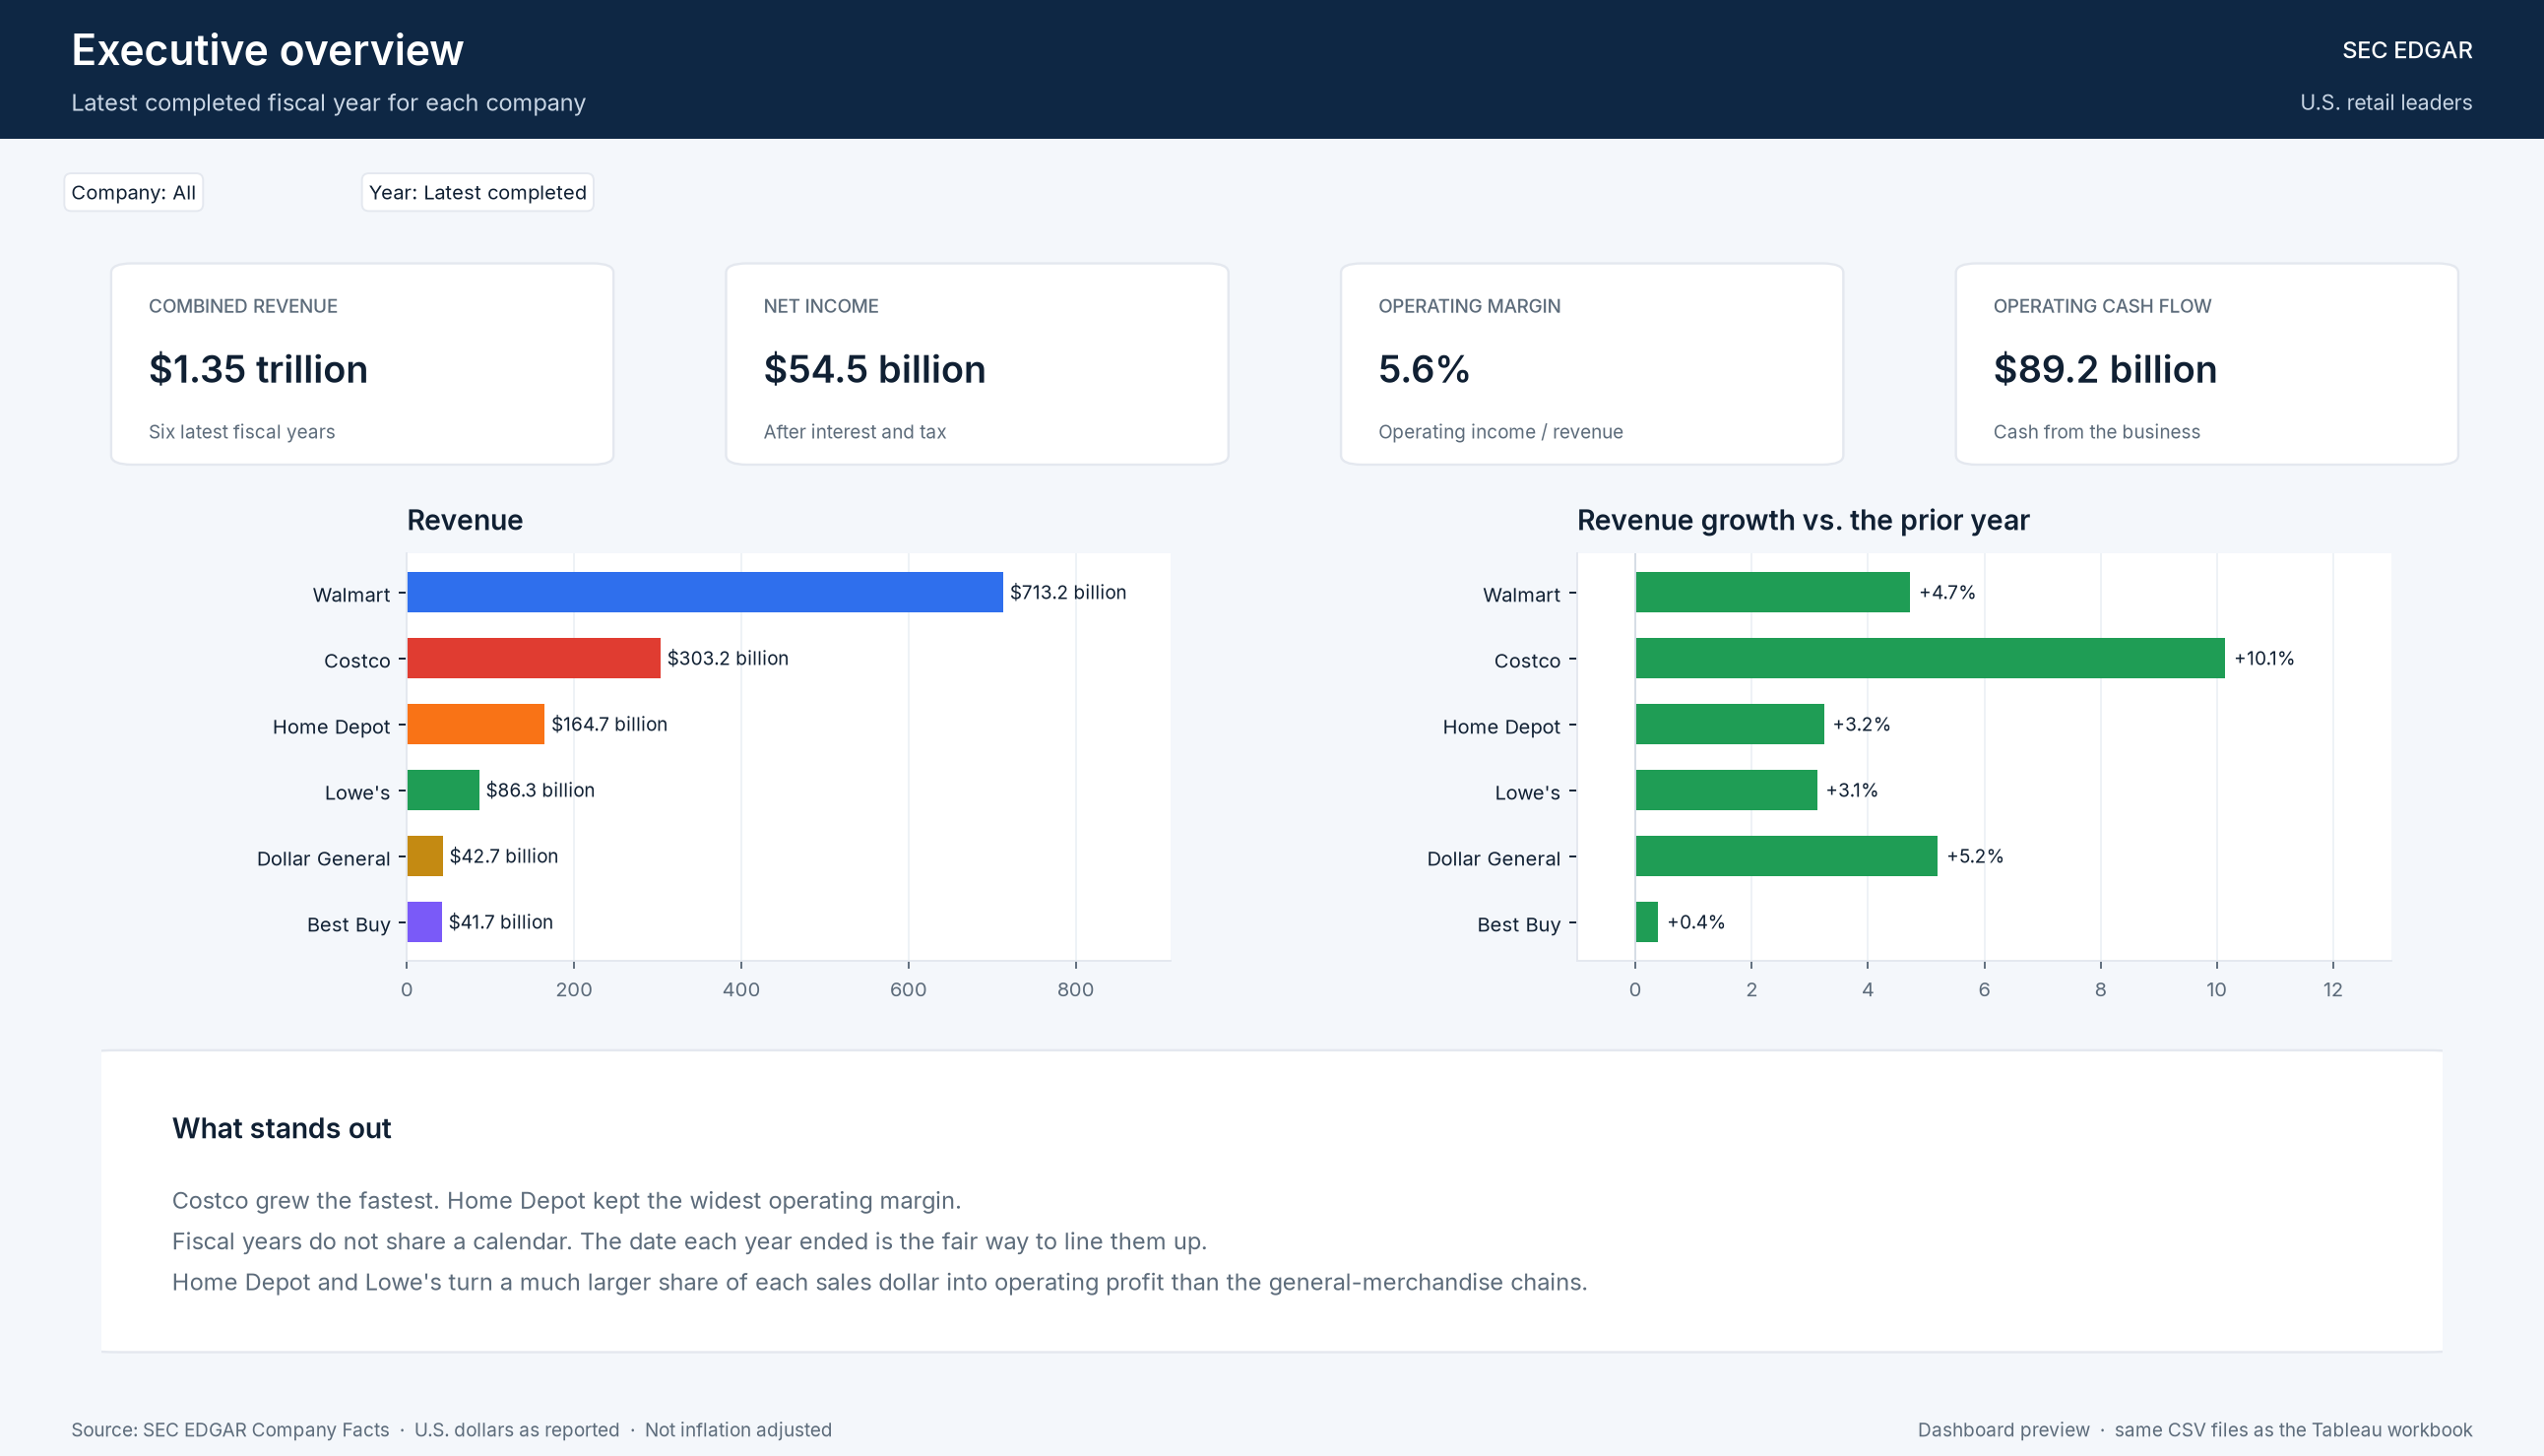 Executive overview
SEC EDGAR
Latest completed fiscal year for each company
U.S. retail leaders
Company: All
Year: Latest completed
COMBINED REVENUE
$1.35 trillion
Six latest fiscal years
NET INCOME
$54.5 billion
After interest and tax
OPERATING MARGIN
5.6%
Operating income / revenue
OPERATING CASH FLOW
$89.2 billion
Cash from the business
Revenue
Walmart $713.2 billion
Costco $303.2 billion
Home Depot $164.7 billion
Lowe's $86.3 billion
Dollar General $42.7 billion
Best Buy $41.7 billion
0 200 400 600 800
Revenue growth vs. the prior year
Walmart +4.7%
Costco +10.1%
Home Depot +3.2%
Lowe's +3.1%
Dollar General +5.2%
Best Buy +0.4%
0 2 4 6 8 10 12
What stands out
Costco grew the fastest. Home Depot kept the widest operating margin.
Fiscal years do not share a calendar. The date each year ended is the fair way to line them up.
Home Depot and Lowe's turn a much larger share of each sales dollar into operating profit than the general-merchandise chains.
Source: SEC EDGAR Company Facts · U.S. dollars as reported · Not inflation adjusted
Dashboard preview · same CSV files as the Tableau workbook